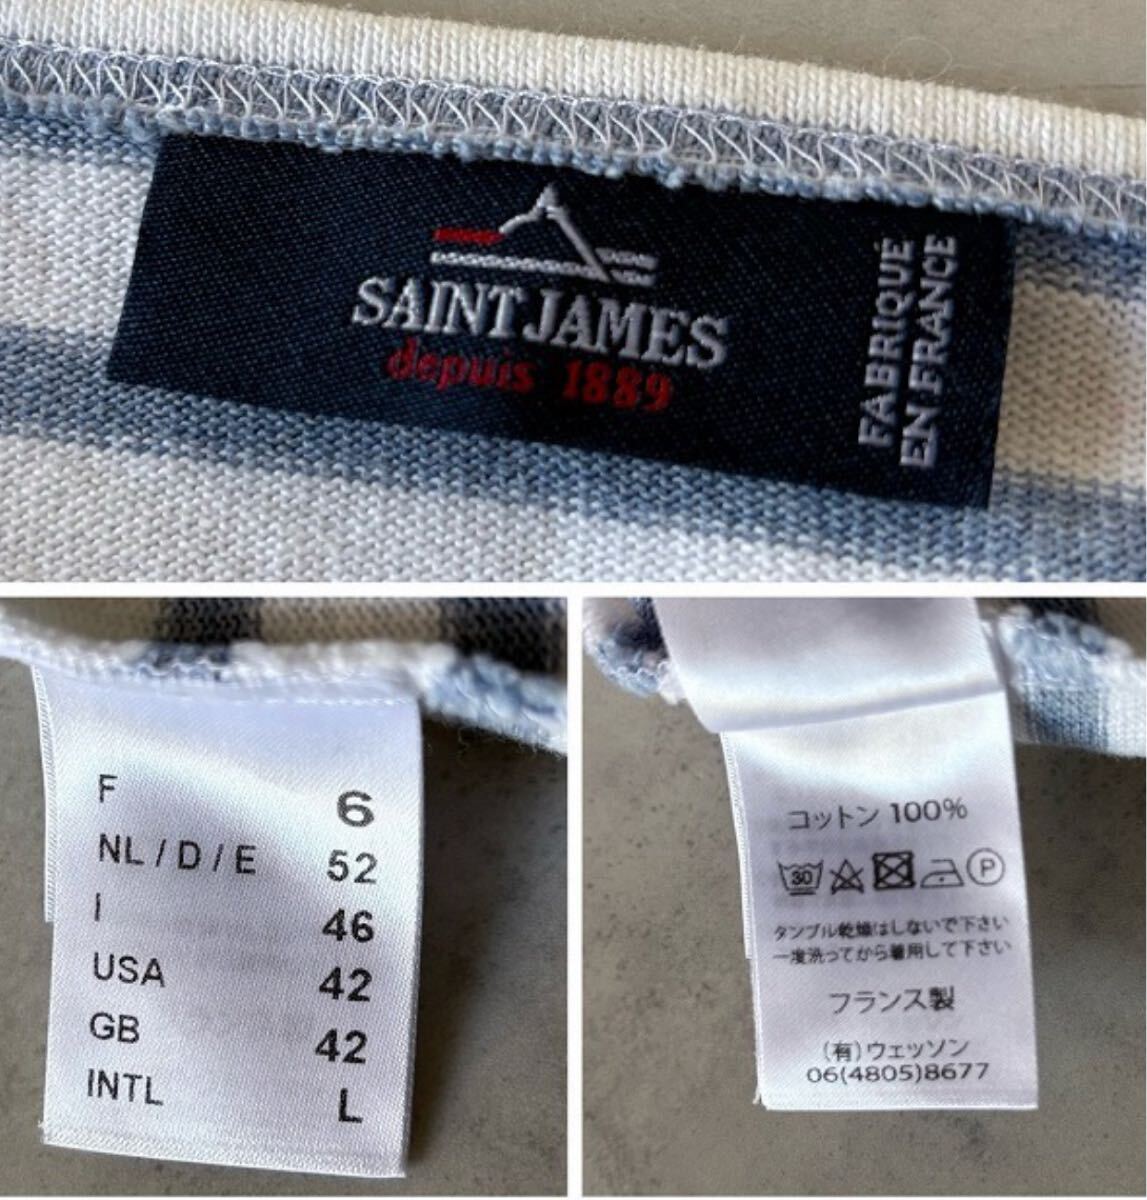 SAINT JAMES
depuis 1889
FABRIQUÉ
EN FRANCE
F 6
NL / D / E 52
I 46
USA 42
GB 42
INTL L
コットン 100%
30 P
タンブル乾燥はしないで下さい
一度洗ってから着用して下さい
フランス製
(有)ウェッソン
06(4805)8677